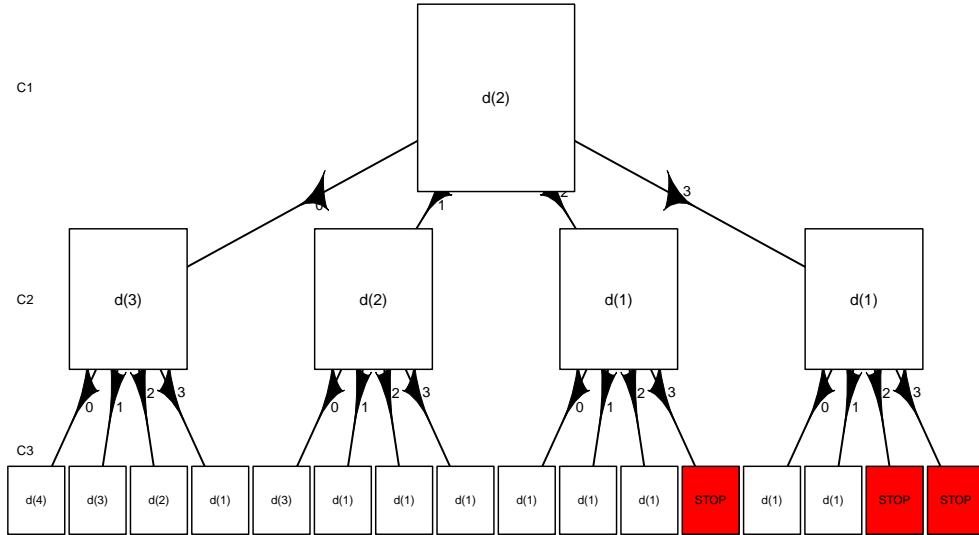 C1
d(2)
0
1
2
3
C2
d(3)
d(2)
d(1)
d(1)
0
1
2
3
0
1
2
3
0
1
2
3
0
1
2
3
C3
d(4)
d(3)
d(2)
d(1)
d(3)
d(1)
d(1)
d(1)
d(1)
d(1)
d(1)
STOP
d(1)
d(1)
STOP
STOP